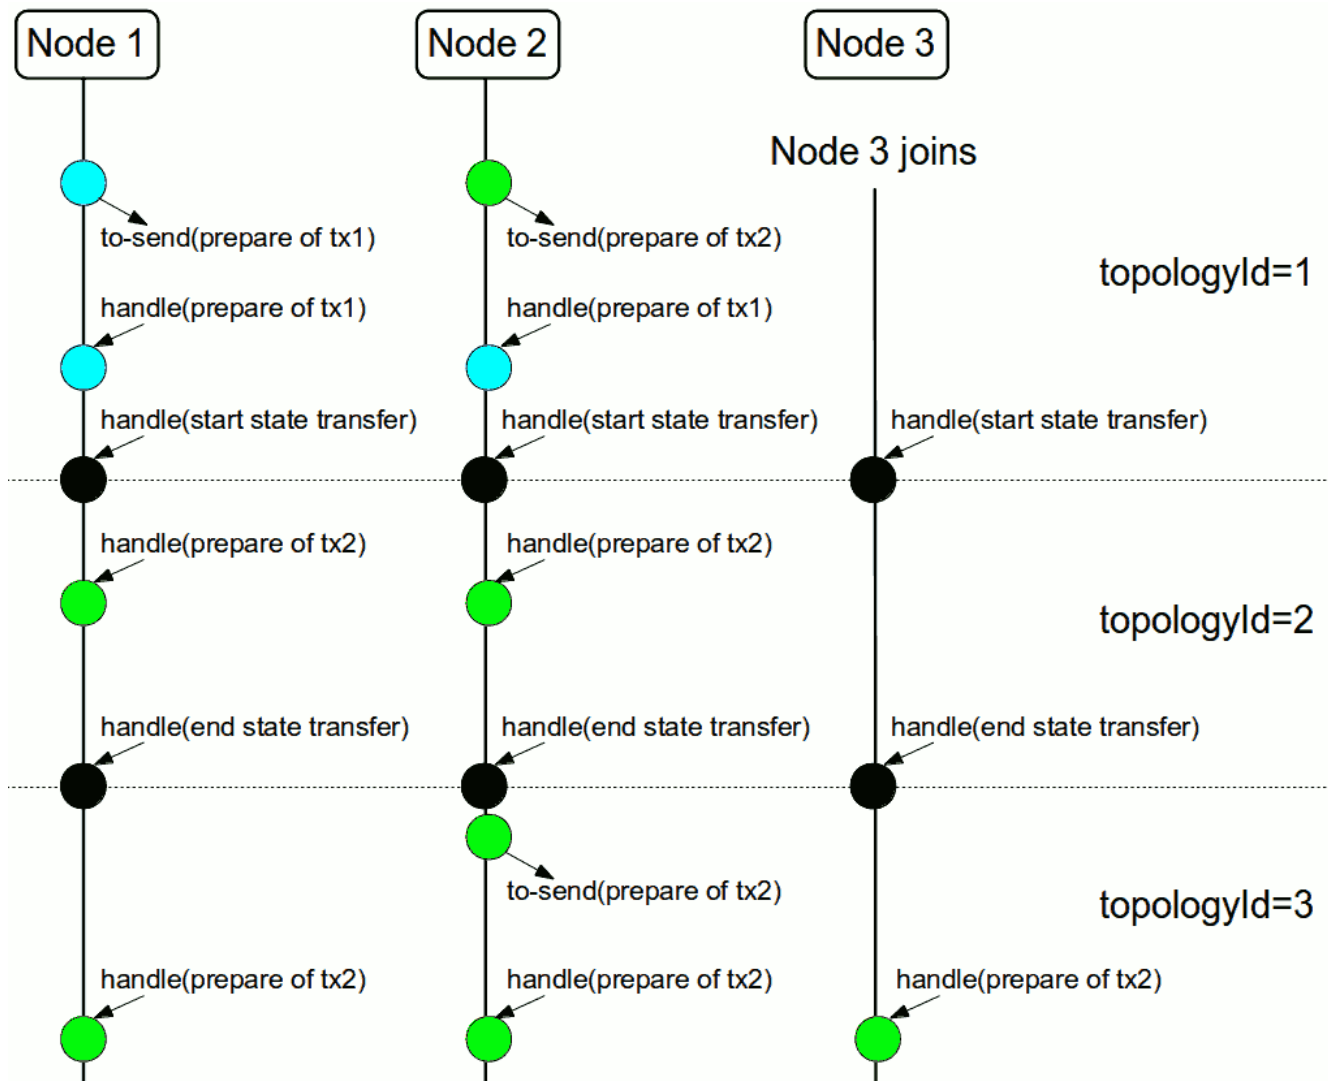 Node 1
Node 2
Node 3
Node 3 joins
to-send(prepare of tx1)
to-send(prepare of tx2)
topologyId=1
handle(prepare of tx1)
handle(prepare of tx1)
handle(start state transfer)
handle(start state transfer)
handle(start state transfer)
handle(prepare of tx2)
handle(prepare of tx2)
topologyId=2
handle(end state transfer)
handle(end state transfer)
handle(end state transfer)
to-send(prepare of tx2)
topologyId=3
handle(prepare of tx2)
handle(prepare of tx2)
handle(prepare of tx2)